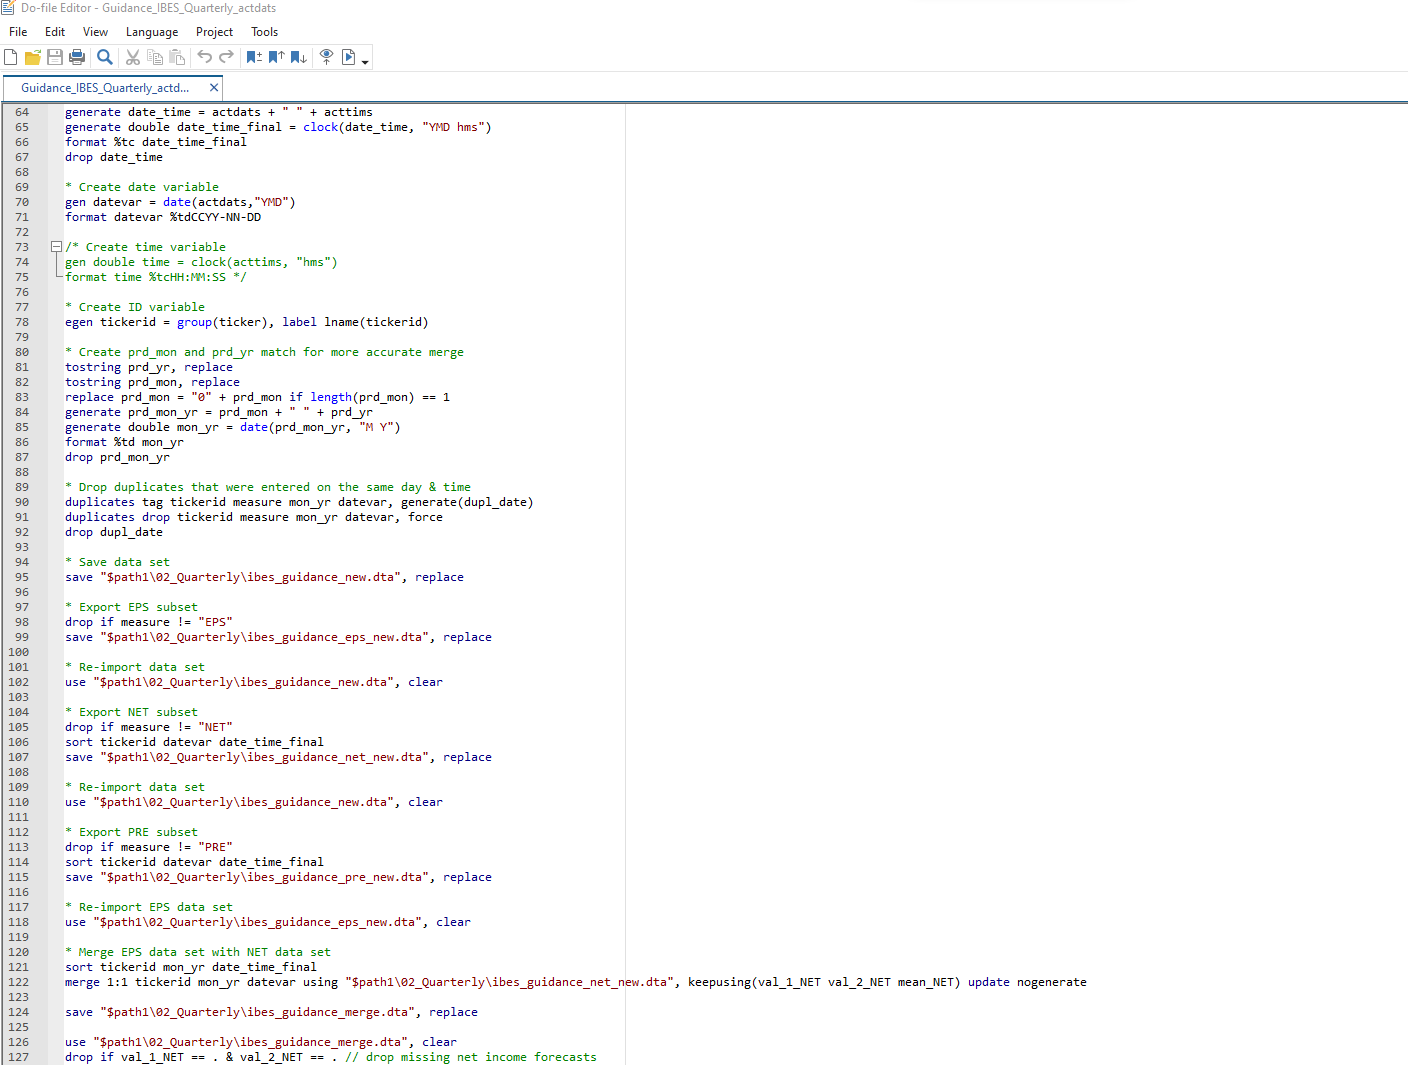 Do-file Editor - Guidance_IBES_Quarterly_actdats
File Edit View Language Project Tools
Guidance_IBES_Quarterly_actd...
64 generate date_time = actdats + " " + acttims
65 generate double date_time_final = clock(date_time, "YMD hms")
66 format %tc date_time_final
67 drop date_time
68
69 * Create date variable
70 gen datevar = date(actdats,"YMD")
71 format datevar %tdCCYY-NN-DD
72
73 /* Create time variable
74 gen double time = clock(acttims, "hms")
75 format time %tcHH:MM:SS */
76
77 * Create ID variable
78 egen tickerid = group(ticker), label lname(tickerid)
79
80 * Create prd_mon and prd_yr match for more accurate merge
81 tostring prd_yr, replace
82 tostring prd_mon, replace
83 replace prd_mon = "0" + prd_mon if length(prd_mon) == 1
84 generate prd_mon_yr = prd_mon + " " + prd_yr
85 generate double mon_yr = date(prd_mon_yr, "M Y")
86 format %td mon_yr
87 drop prd_mon_yr
88
89 * Drop duplicates that were entered on the same day & time
90 duplicates tag tickerid measure mon_yr datevar, generate(dupl_date)
91 duplicates drop tickerid measure mon_yr datevar, force
92 drop dupl_date
93
94 * Save data set
95 save "$path1\02_Quarterly\ibes_guidance_new.dta", replace
96
97 * Export EPS subset
98 drop if measure != "EPS"
99 save "$path1\02_Quarterly\ibes_guidance_eps_new.dta", replace
100
101 * Re-import data set
102 use "$path1\02_Quarterly\ibes_guidance_new.dta", clear
103
104 * Export NET subset
105 drop if measure != "NET"
106 sort tickerid datevar date_time_final
107 save "$path1\02_Quarterly\ibes_guidance_net_new.dta", replace
108
109 * Re-import data set
110 use "$path1\02_Quarterly\ibes_guidance_new.dta", clear
111
112 * Export PRE subset
113 drop if measure != "PRE"
114 sort tickerid datevar date_time_final
115 save "$path1\02_Quarterly\ibes_guidance_pre_new.dta", replace
116
117 * Re-import EPS data set
118 use "$path1\02_Quarterly\ibes_guidance_eps_new.dta", clear
119
120 * Merge EPS data set with NET data set
121 sort tickerid mon_yr date_time_final
122 merge 1:1 tickerid mon_yr datevar using "$path1\02_Quarterly\ibes_guidance_net_new.dta", keepusing(val_1_NET val_2_NET mean_NET) update nogenerate
123
124 save "$path1\02_Quarterly\ibes_guidance_merge.dta", replace
125
126 use "$path1\02_Quarterly\ibes_guidance_merge.dta", clear
127 drop if val_1_NET == . & val_2_NET == . // drop missing net income forecasts